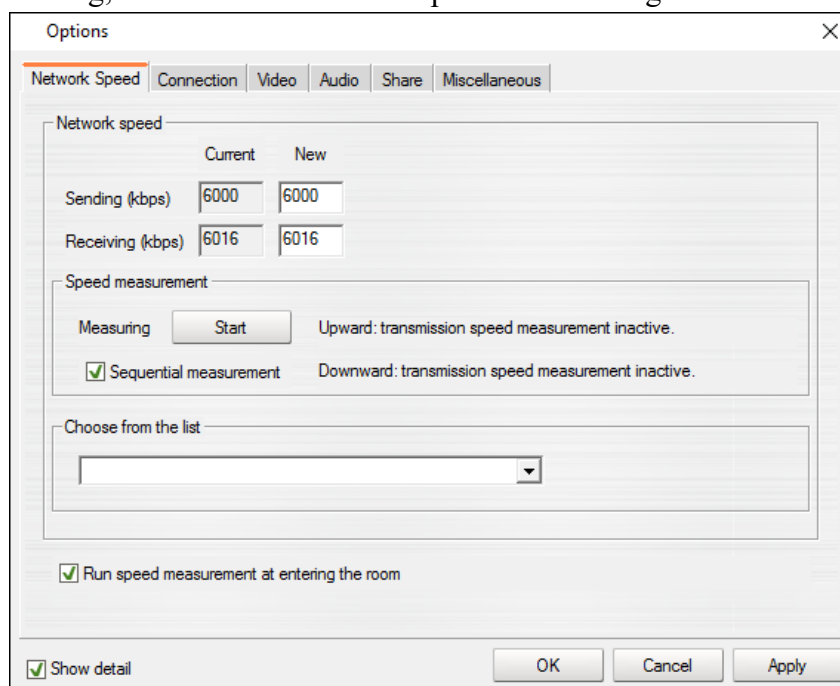 Options
Network Speed Connection Video Audio Share Miscellaneous
Network speed
Current New
Sending (kbps) 6000 6000
Receiving (kbps) 6016 6016
Speed measurement
Measuring Start Upward: transmission speed measurement inactive.
Sequential measurement Downward: transmission speed measurement inactive.
Choose from the list
Run speed measurement at entering the room
Show detail OK Cancel Apply